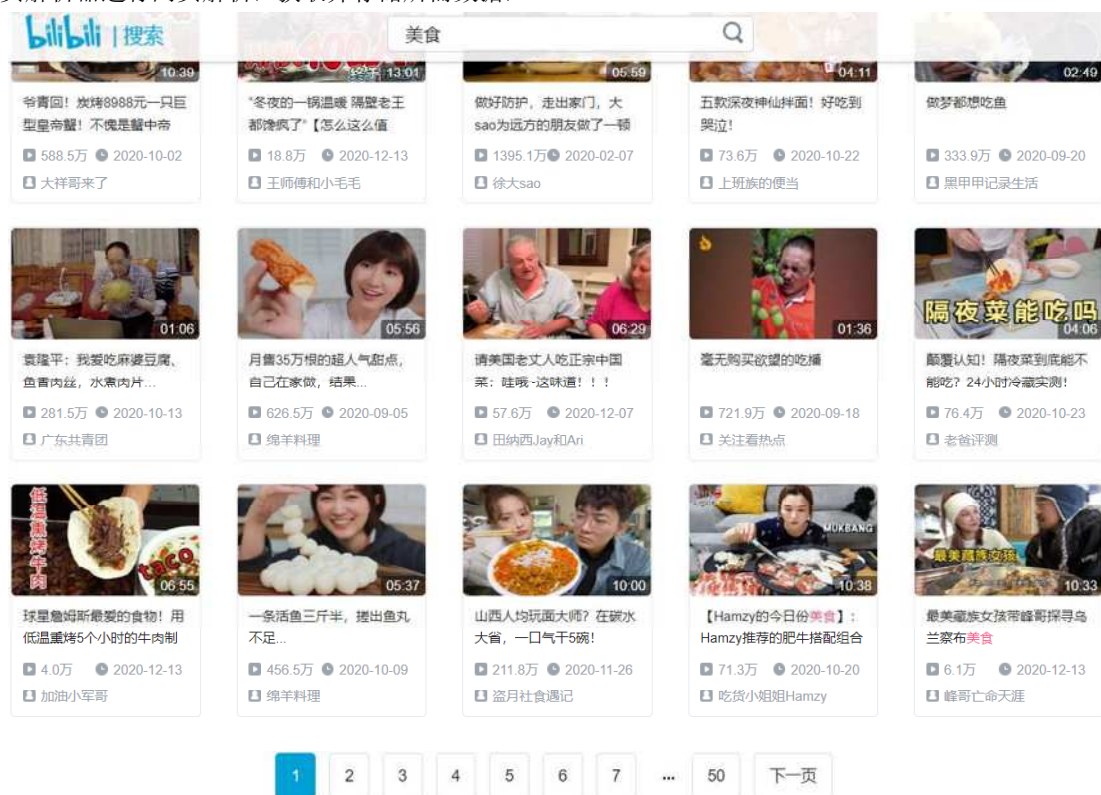 bilibili | 搜索
美食
10:39
13:01
05:59
04:11
02:49
爷青回！炭烤8988元一只巨
型皇帝蟹！不愧是蟹中帝
588.5万 2020-10-02
大祥哥来了
“冬夜的一锅温暖 隔壁老王
都馋疯了”【怎么这么值
18.8万 2020-12-13
王师傅和小毛毛
做好防护，走出家门，大
sao为远方的朋友做了一顿
1395.1万 2020-02-07
徐大sao
五款深夜神仙拌面！好吃到
哭泣！
73.6万 2020-10-22
上班族的便当
做梦都想吃鱼
333.9万 2020-09-20
黑甲甲记录生活
01:06
05:56
06:29
01:36
隔夜菜能吃吗
04:06
袁隆平：我爱吃麻婆豆腐、
鱼香肉丝，水煮肉片...
281.5万 2020-10-13
广东共青团
月售35万根的超人气甜点，
自己在家做，结果...
626.5万 2020-09-05
绵羊料理
请美国老丈人吃正宗中国
菜：哇哦~这味道！！！
57.6万 2020-12-07
田纳西Jay和Ari
毫无购买欲望的吃播
721.9万 2020-09-18
关注看热点
颠覆认知！隔夜菜到底能不
能吃？24小时冷藏实测！
76.4万 2020-10-23
老爸评测
低温熏烤牛肉
taco
06:55
05:37
10:00
MUKBANG
10:38
最美藏族女孩
10:33
球星詹姆斯最爱的食物！用
低温熏烤5个小时的牛肉制
4.0万 2020-12-13
加油小军哥
一条活鱼三斤半，搓出鱼丸
不足...
456.5万 2020-10-09
绵羊料理
山西人均玩面大师？在碳水
大省，一口气干5碗！
211.8万 2020-11-26
盗月社食遇记
【Hamzy的今日份美食】：
Hamzy推荐的肥牛搭配组合
71.3万 2020-10-20
吃货小姐姐Hamzy
最美藏族女孩带峰哥探寻乌
兰察布美食
6.1万 2020-12-13
峰哥亡命天涯
1 2 3 4 5 6 7 ... 50 下一页